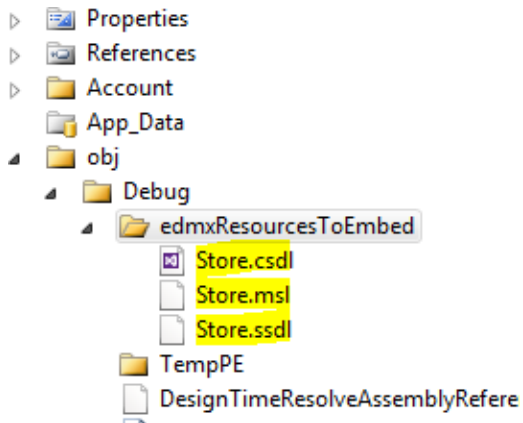 Properties
References
Account
App_Data
obj
Debug
edmxResourcesToEmbed
Store.csdl
Store.msl
Store.ssdl
TempPE
DesignTimeResolveAssemblyRefere